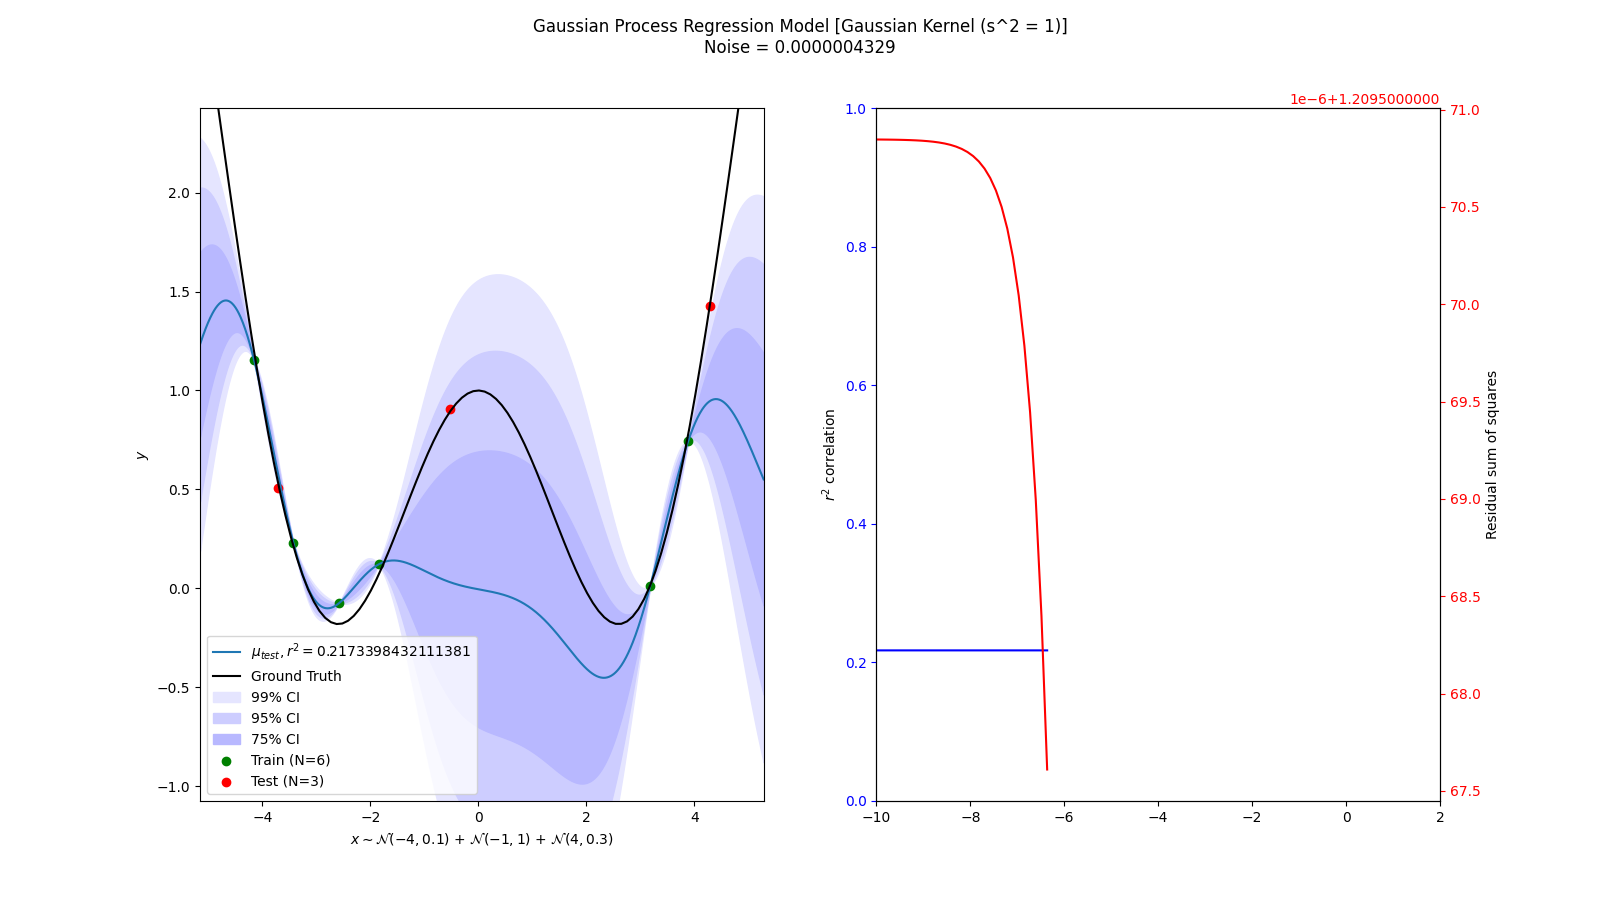 Gaussian Process Regression Model [Gaussian Kernel (s^2 = 1)]
Noise = 0.0000004329
2.0
1.5
1.0
0.5
0.0
−0.5
−1.0
y
−4
−2
0
2
4
x ∼ 𝒩(−4, 0.1) + 𝒩(−1, 1) + 𝒩(4, 0.3)
μ_test, r² = 0.2173398432111381
Ground Truth
99% CI
95% CI
75% CI
Train (N=6)
Test (N=3)
1.0
0.8
0.6
0.4
0.2
0.0
r² correlation
−10
−8
−6
−4
−2
0
2
1e−6+1.2095000000
71.0
70.5
70.0
69.5
69.0
68.5
68.0
67.5
Residual sum of squares